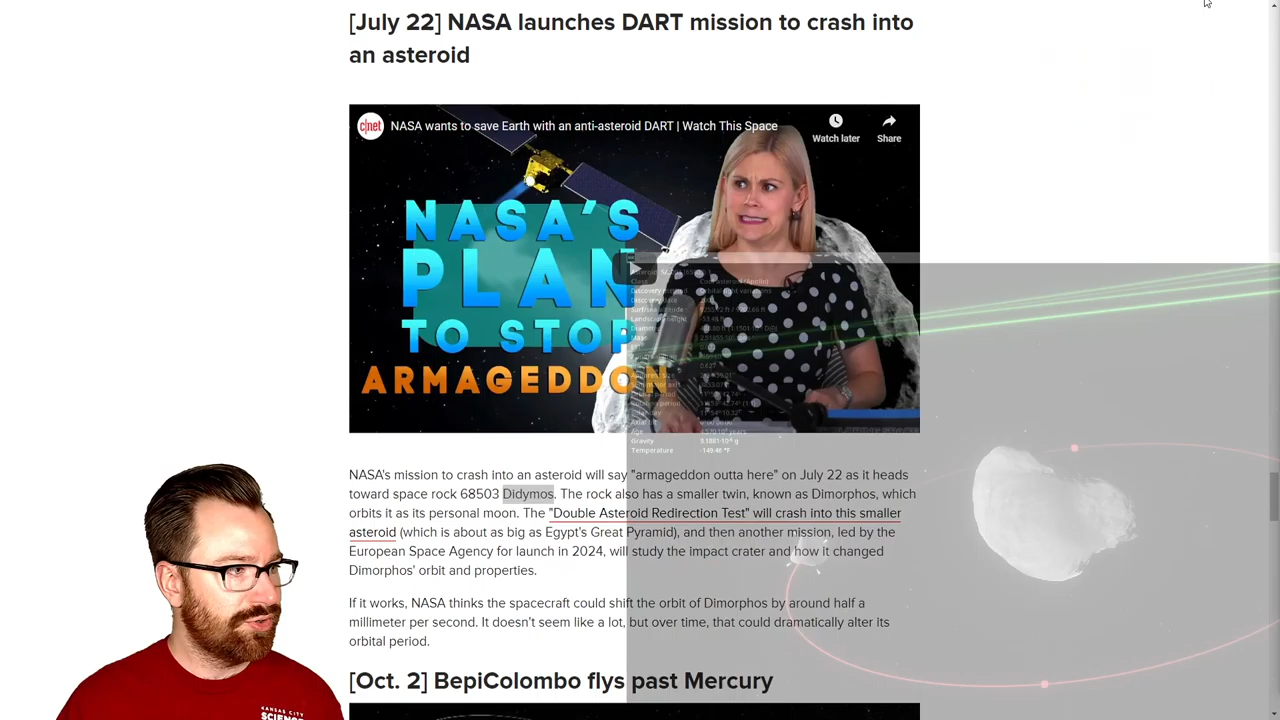 [July 22] NASA launches DART mission to crash into
an asteroid
c|net
NASA wants to save Earth with an anti-asteroid DART | Watch This Space
Watch later
Share
NASA'S
PLAN
TO STOP
ARMAGEDDON
Gravity
Temperature
-149.46 °F
NASA's mission to crash into an asteroid will say "armageddon outta here" on July 22 as it heads
toward space rock 68503 Didymos. The rock also has a smaller twin, known as Dimorphos, which
orbits it as its personal moon. The "Double Asteroid Redirection Test" will crash into this smaller
asteroid (which is about as big as Egypt's Great Pyramid), and then another mission, led by the
European Space Agency for launch in 2024, will study the impact crater and how it changed
Dimorphos' orbit and properties.
If it works, NASA thinks the spacecraft could shift the orbit of Dimorphos by around half a
millimeter per second. It doesn't seem like a lot, but over time, that could dramatically alter its
orbital period.
[Oct. 2] BepiColombo flys past Mercury
KANSAS CITY